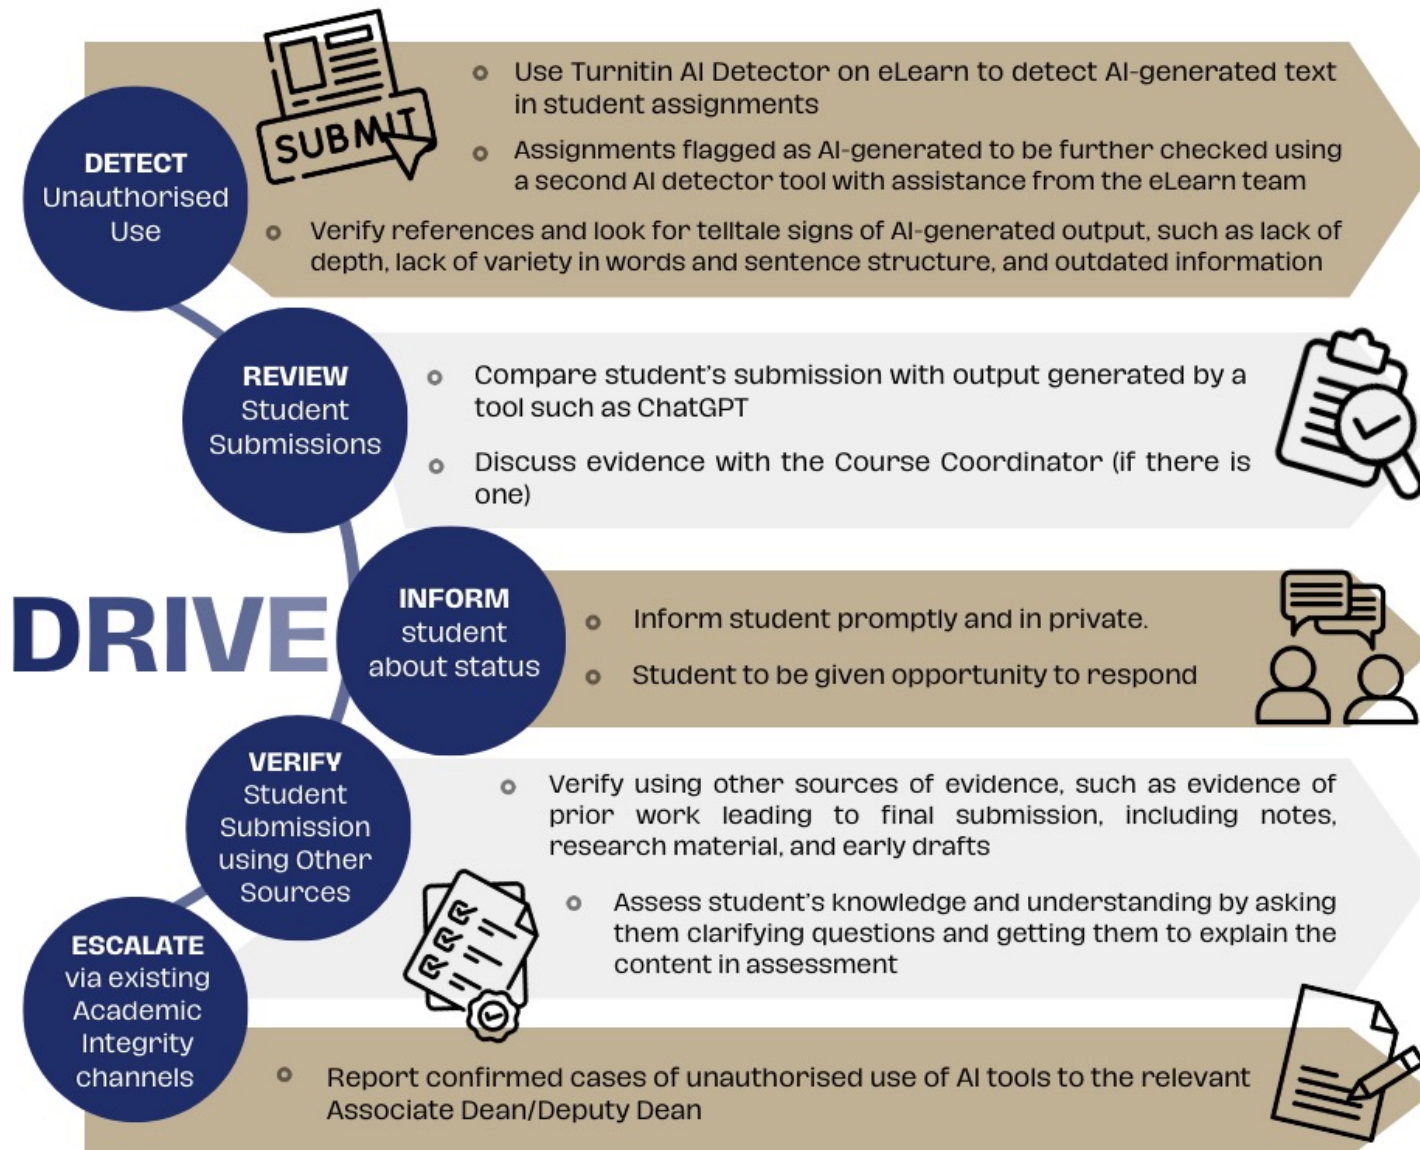 SUBMIT
DETECT
Unauthorised
Use
Use Turnitin AI Detector on eLearn to detect AI-generated text
in student assignments
Assignments flagged as AI-generated to be further checked using
a second AI detector tool with assistance from the eLearn team
Verify references and look for telltale signs of AI-generated output, such as lack of
depth, lack of variety in words and sentence structure, and outdated information
REVIEW
Student
Submissions
Compare student's submission with output generated by a
tool such as ChatGPT
Discuss evidence with the Course Coordinator (if there is
one)
DRIVE
INFORM
student
about status
Inform student promptly and in private.
Student to be given opportunity to respond
VERIFY
Student
Submission
using Other
Sources
Verify using other sources of evidence, such as evidence of
prior work leading to final submission, including notes,
research material, and early drafts
Assess student's knowledge and understanding by asking
them clarifying questions and getting them to explain the
content in assessment
ESCALATE
via existing
Academic
Integrity
channels
Report confirmed cases of unauthorised use of AI tools to the relevant
Associate Dean/Deputy Dean